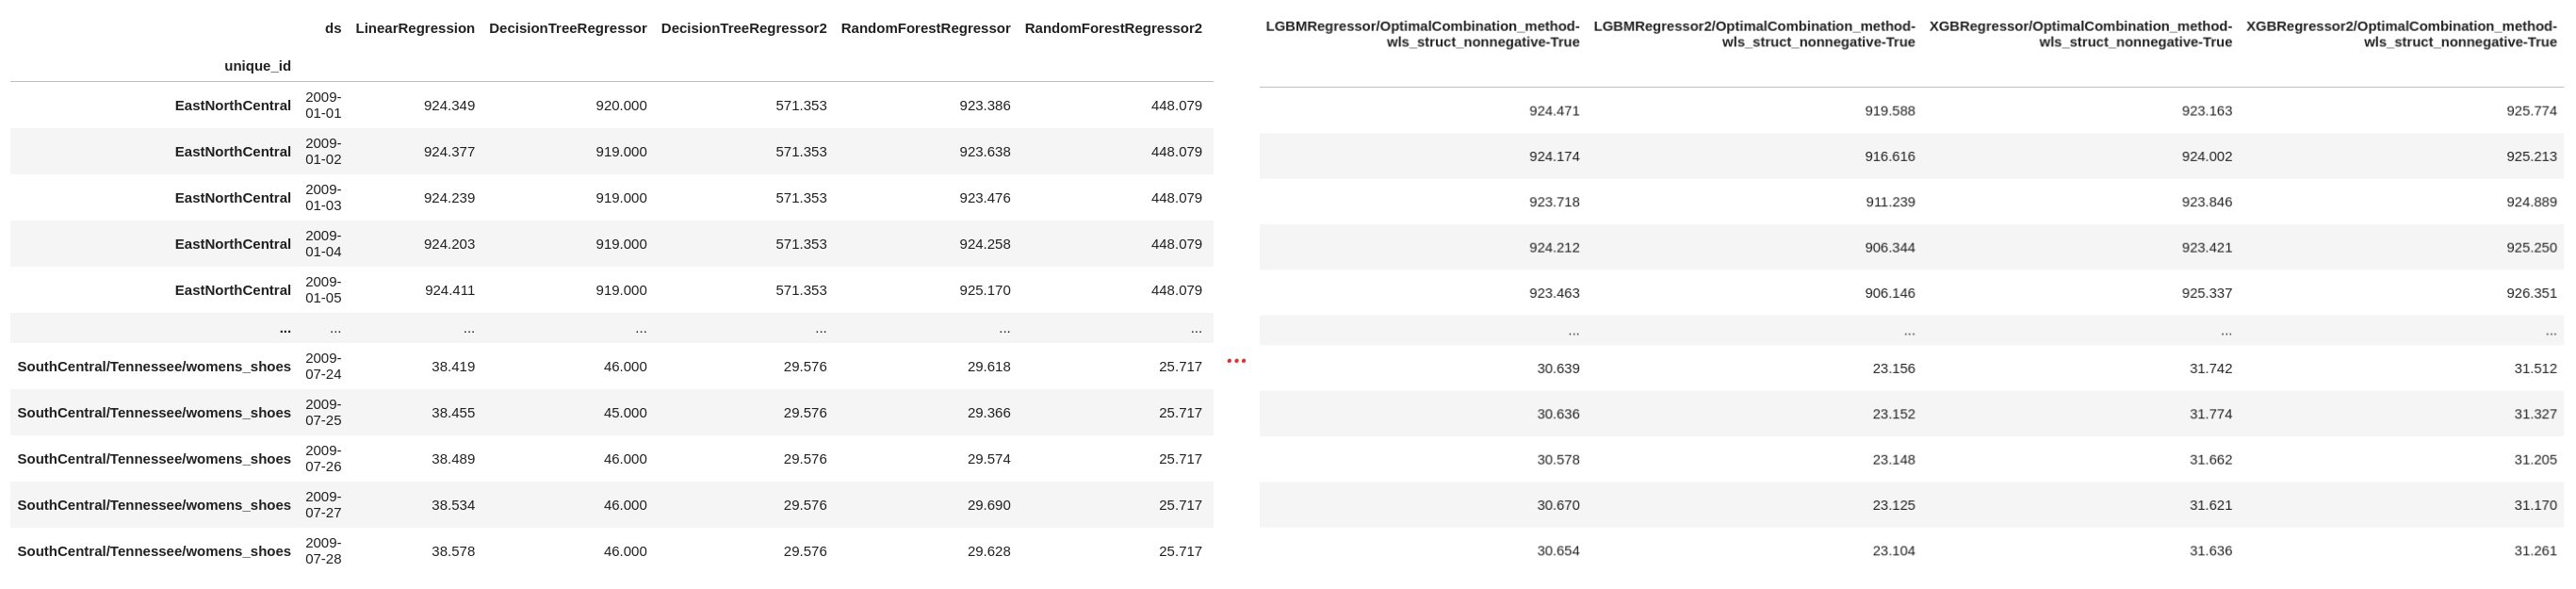 ds LinearRegression DecisionTreeRegressor DecisionTreeRegressor2 RandomForestRegressor RandomForestRegressor2 LGBMRegressor/OptimalCombination_method- LGBMRegressor2/OptimalCombination_method- XGBRegressor/OptimalCombination_method- XGBRegressor2/OptimalCombination_method-
wls_struct_nonnegative-True wls_struct_nonnegative-True wls_struct_nonnegative-True wls_struct_nonnegative-True
unique_id
EastNorthCentral 2009-
01-01 924.349 920.000 571.353 923.386 448.079 924.471 919.588 923.163 925.774
EastNorthCentral 2009-
01-02 924.377 919.000 571.353 923.638 448.079 924.174 916.616 924.002 925.213
EastNorthCentral 2009-
01-03 924.239 919.000 571.353 923.476 448.079 923.718 911.239 923.846 924.889
EastNorthCentral 2009-
01-04 924.203 919.000 571.353 924.258 448.079 924.212 906.344 923.421 925.250
EastNorthCentral 2009-
01-05 924.411 919.000 571.353 925.170 448.079 923.463 906.146 925.337 926.351
... ... ... ... ... ... ... ... ... ... ...
SouthCentral/Tennessee/womens_shoes 2009-
07-24 38.419 46.000 29.576 29.618 25.717 ... 30.639 23.156 31.742 31.512
SouthCentral/Tennessee/womens_shoes 2009-
07-25 38.455 45.000 29.576 29.366 25.717 30.636 23.152 31.774 31.327
SouthCentral/Tennessee/womens_shoes 2009-
07-26 38.489 46.000 29.576 29.574 25.717 30.578 23.148 31.662 31.205
SouthCentral/Tennessee/womens_shoes 2009-
07-27 38.534 46.000 29.576 29.690 25.717 30.670 23.125 31.621 31.170
SouthCentral/Tennessee/womens_shoes 2009-
07-28 38.578 46.000 29.576 29.628 25.717 30.654 23.104 31.636 31.261